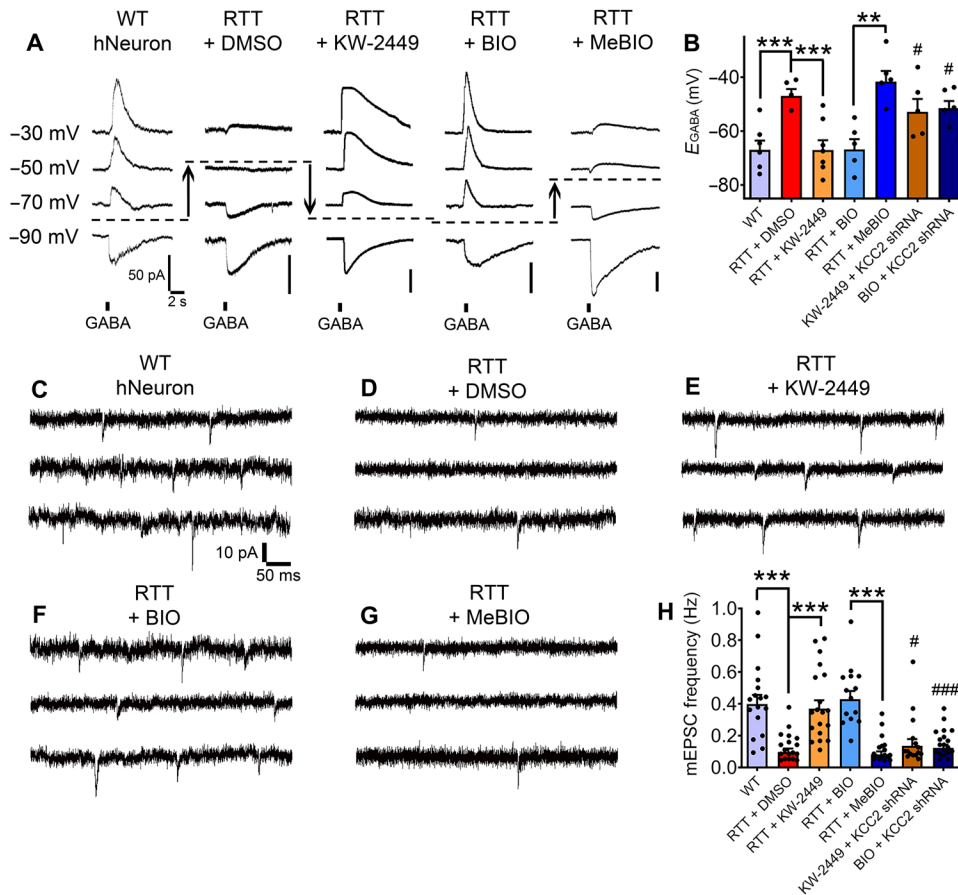 A
WT
hNeuron
RTT
+ DMSO
RTT
+ KW-2449
RTT
+ BIO
RTT
+ MeBIO
–30 mV
–50 mV
–70 mV
–90 mV
50 pA
2 s
GABA
GABA
GABA
GABA
GABA
B
EGABA (mV)
–40
–60
–80
***
***
**
#
#
WT
RTT + DMSO
RTT + KW-2449
RTT + BIO
RTT + MeBIO
KW-2449 + KCC2 shRNA
BIO + KCC2 shRNA
C
WT
hNeuron
10 pA
50 ms
D
RTT
+ DMSO
E
RTT
+ KW-2449
F
RTT
+ BIO
G
RTT
+ MeBIO
H
mEPSC frequency (Hz)
1.0
0.8
0.6
0.4
0.2
0.0
***
***
***
#
###
WT
RTT + DMSO
RTT + KW-2449
RTT + BIO
RTT + MeBIO
KW-2449 + KCC2 shRNA
BIO + KCC2 shRNA